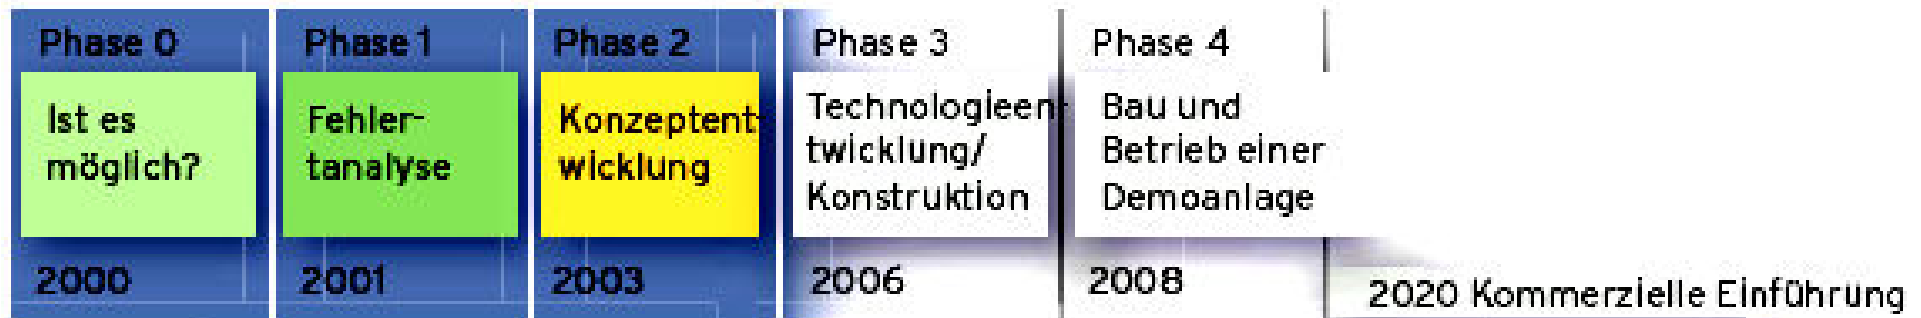 Phase 0
Ist es
möglich?
2000
Phase 1
Fehler-
tanalyse
2001
Phase 2
Konzeptent-
wicklung
2003
Phase 3
Technologieen-
twicklung/
Konstruktion
2006
Phase 4
Bau und
Betrieb einer
Demoanlage
2008
2020 Kommerzielle Einführung